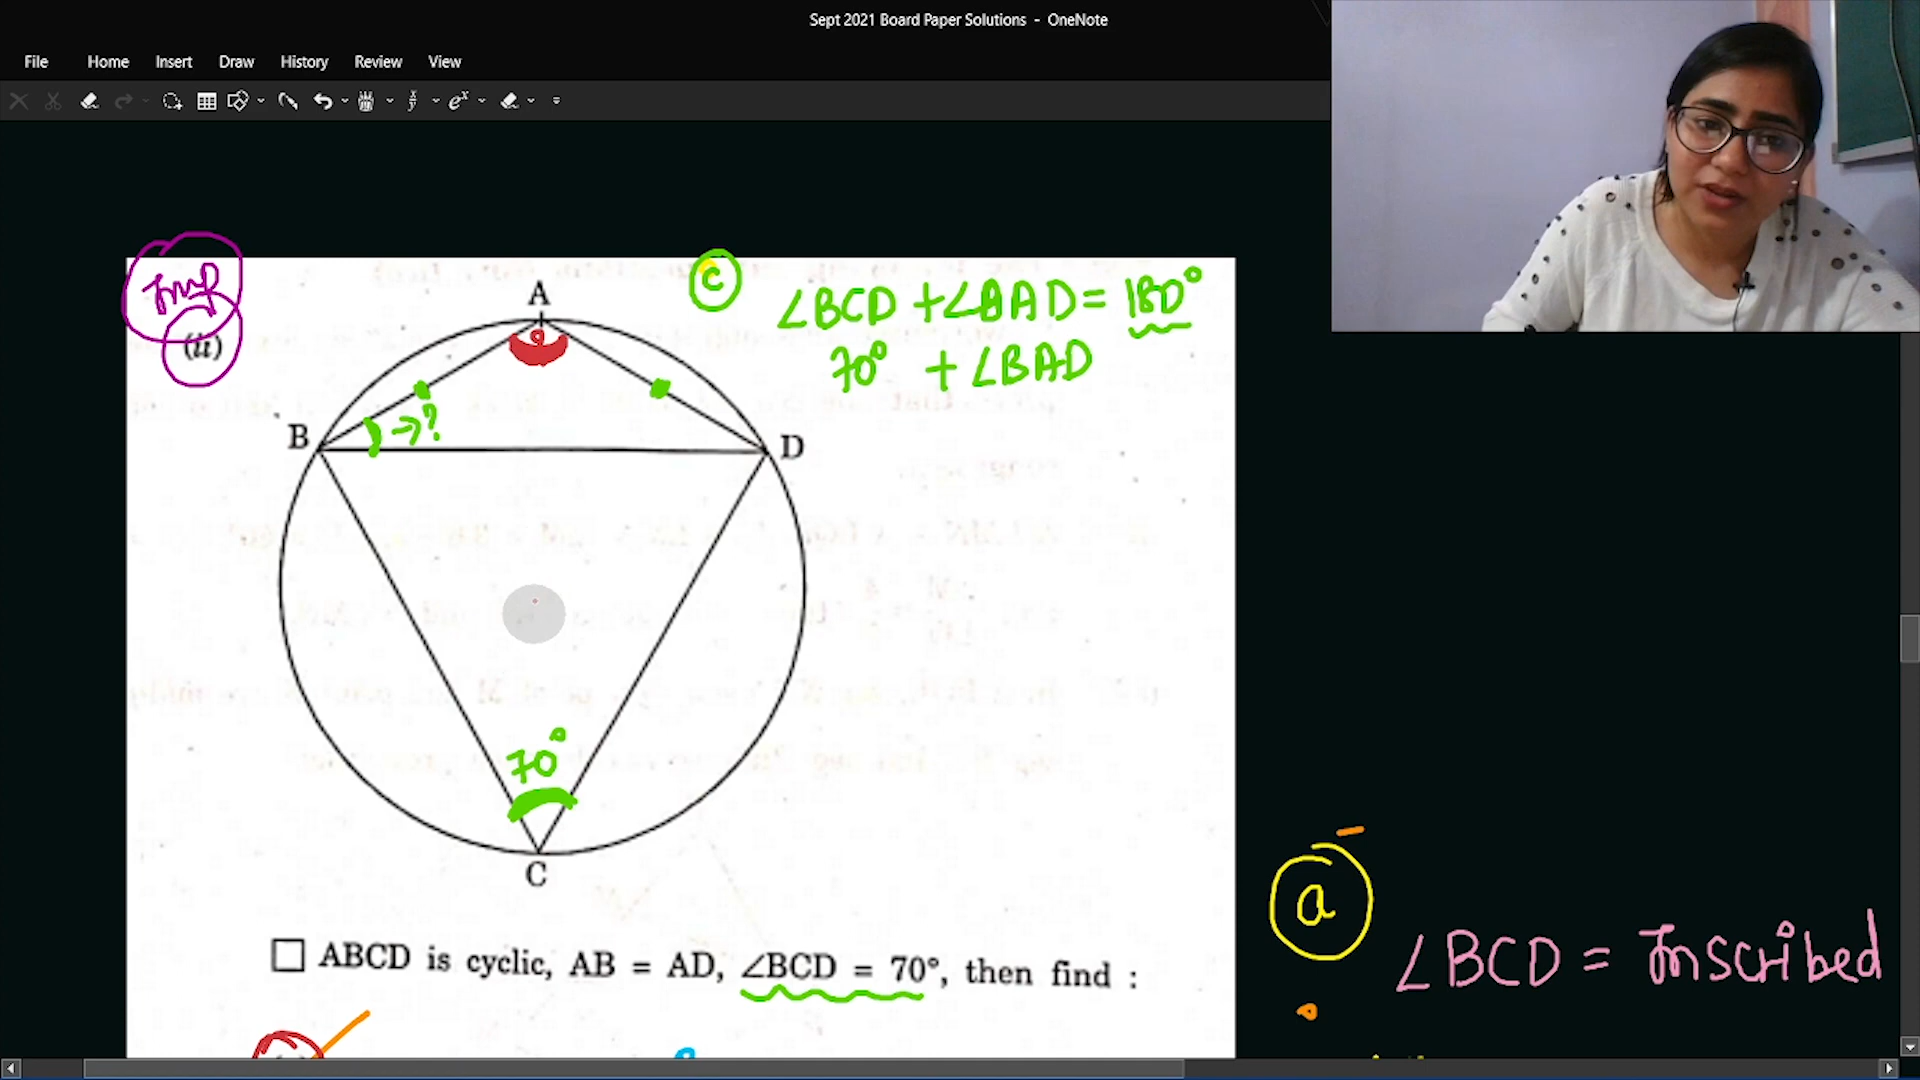 Sept 2021 Board Paper Solutions - OneNote
File Home Insert Draw History Review View
Imp
(ii)
A
C
∠BCD + ∠BAD = 180°
70° + ∠BAD
B
→?
D
70°
C
a
∠BCD = Inscribed
ABCD is cyclic, AB = AD, ∠BCD = 70°, then find :